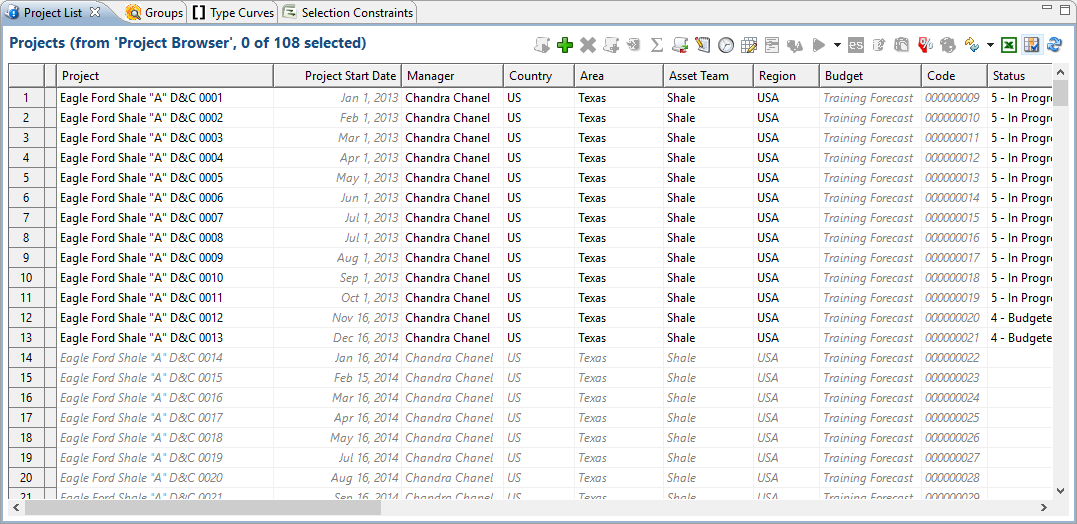 Project List Groups Type Curves Selection Constraints
Projects (from 'Project Browser', 0 of 108 selected)
Project Project Start Date Manager Country Area Asset Team Region Budget Code Status
1 Eagle Ford Shale "A" D&C 0001 Jan 1, 2013 Chandra Chanel US Texas Shale USA Training Forecast 000000009 5 - In Progre
2 Eagle Ford Shale "A" D&C 0002 Feb 1, 2013 Chandra Chanel US Texas Shale USA Training Forecast 000000010 5 - In Progre
3 Eagle Ford Shale "A" D&C 0003 Mar 1, 2013 Chandra Chanel US Texas Shale USA Training Forecast 000000011 5 - In Progre
4 Eagle Ford Shale "A" D&C 0004 Apr 1, 2013 Chandra Chanel US Texas Shale USA Training Forecast 000000012 5 - In Progre
5 Eagle Ford Shale "A" D&C 0005 May 1, 2013 Chandra Chanel US Texas Shale USA Training Forecast 000000013 5 - In Progre
6 Eagle Ford Shale "A" D&C 0006 Jun 1, 2013 Chandra Chanel US Texas Shale USA Training Forecast 000000014 5 - In Progre
7 Eagle Ford Shale "A" D&C 0007 Jul 1, 2013 Chandra Chanel US Texas Shale USA Training Forecast 000000015 5 - In Progre
8 Eagle Ford Shale "A" D&C 0008 Jul 1, 2013 Chandra Chanel US Texas Shale USA Training Forecast 000000016 5 - In Progre
9 Eagle Ford Shale "A" D&C 0009 Aug 1, 2013 Chandra Chanel US Texas Shale USA Training Forecast 000000017 5 - In Progre
10 Eagle Ford Shale "A" D&C 0010 Sep 1, 2013 Chandra Chanel US Texas Shale USA Training Forecast 000000018 5 - In Progre
11 Eagle Ford Shale "A" D&C 0011 Oct 1, 2013 Chandra Chanel US Texas Shale USA Training Forecast 000000019 5 - In Progre
12 Eagle Ford Shale "A" D&C 0012 Nov 16, 2013 Chandra Chanel US Texas Shale USA Training Forecast 000000020 4 - Budgete
13 Eagle Ford Shale "A" D&C 0013 Dec 16, 2013 Chandra Chanel US Texas Shale USA Training Forecast 000000021 4 - Budgete
14 Eagle Ford Shale "A" D&C 0014 Jan 16, 2014 Chandra Chanel US Texas Shale USA Training Forecast 000000022
15 Eagle Ford Shale "A" D&C 0015 Feb 15, 2014 Chandra Chanel US Texas Shale USA Training Forecast 000000023
16 Eagle Ford Shale "A" D&C 0016 Mar 16, 2014 Chandra Chanel US Texas Shale USA Training Forecast 000000024
17 Eagle Ford Shale "A" D&C 0017 Apr 16, 2014 Chandra Chanel US Texas Shale USA Training Forecast 000000025
18 Eagle Ford Shale "A" D&C 0018 May 16, 2014 Chandra Chanel US Texas Shale USA Training Forecast 000000026
19 Eagle Ford Shale "A" D&C 0019 Jul 16, 2014 Chandra Chanel US Texas Shale USA Training Forecast 000000027
20 Eagle Ford Shale "A" D&C 0020 Aug 16, 2014 Chandra Chanel US Texas Shale USA Training Forecast 000000028
21 Eagle Ford Shale "A" D&C 0021 Sep 16, 2014 Chandra Chanel US Texas Shale USA Training Forecast 000000029